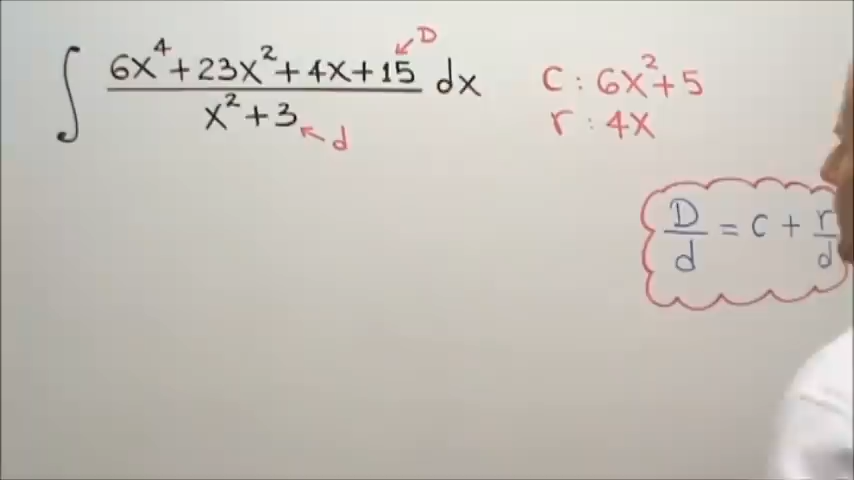 ∫ (6x⁴ + 23x² + 4x + 15)/(x² + 3) dx
D
d
C : 6x² + 5
r : 4x
D/d = C + r/d